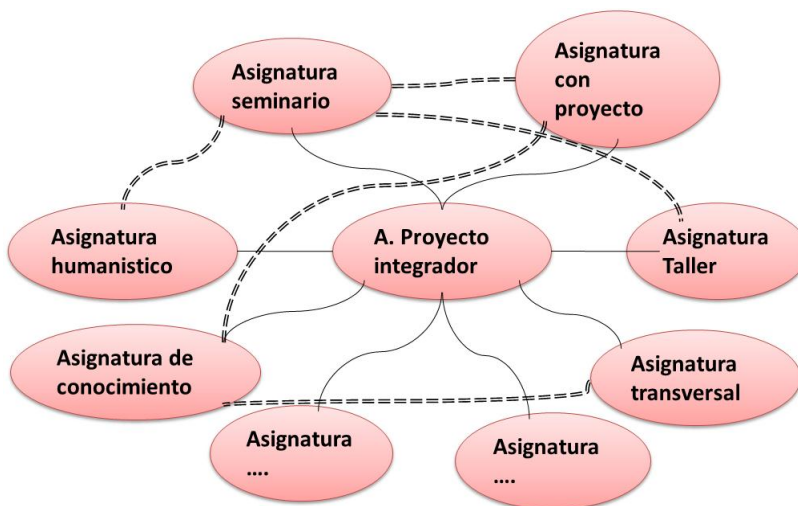 Asignatura
seminario
Asignatura
con
proyecto
Asignatura
humanistico
A. Proyecto
integrador
Asignatura
Taller
Asignatura de
conocimiento
Asignatura
transversal
Asignatura
....
Asignatura
....